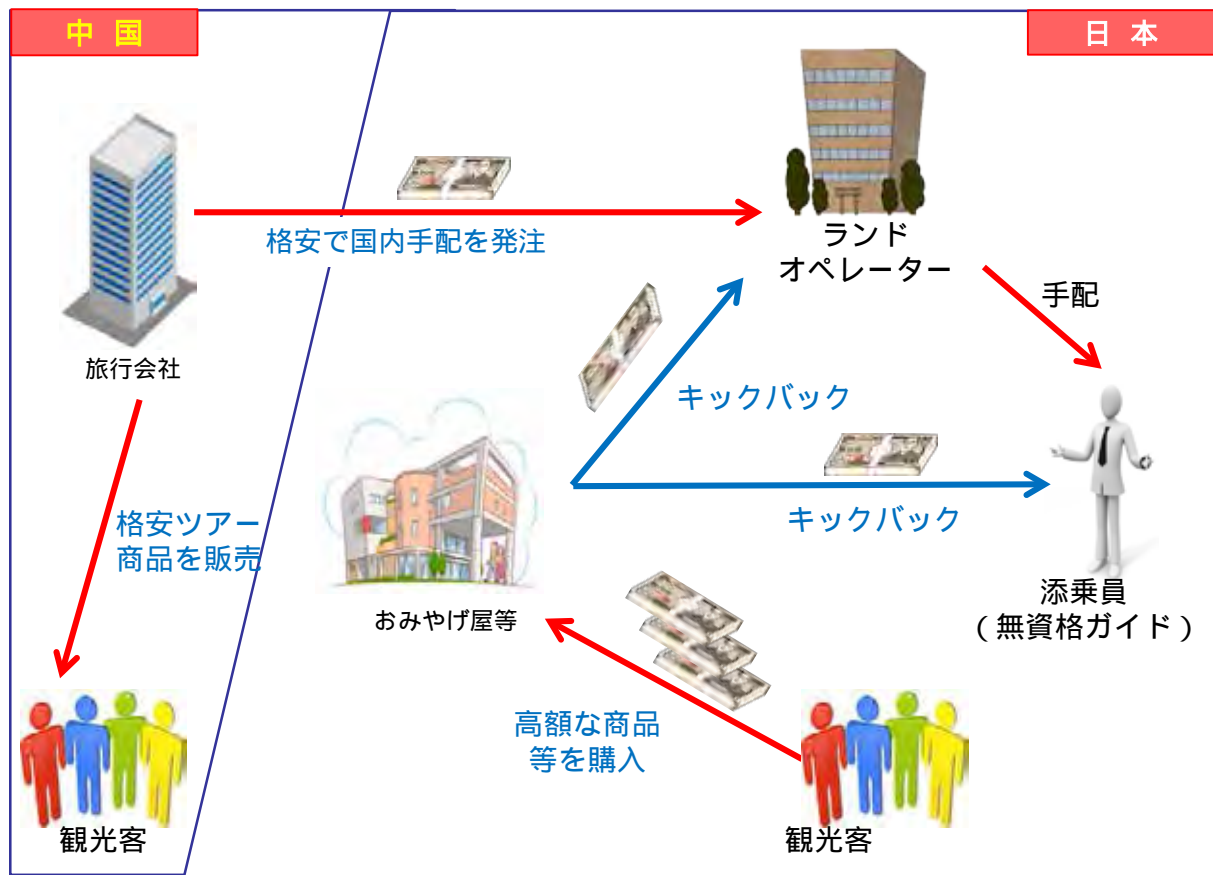 中国
日本
格安で国内手配を発注
ランド
オペレーター
手配
旅行会社
キックバック
キックバック
格安ツアー
商品を販売
おみやげ屋等
添乗員
(無資格ガイド)
高額な商品
等を購入
観光客
観光客